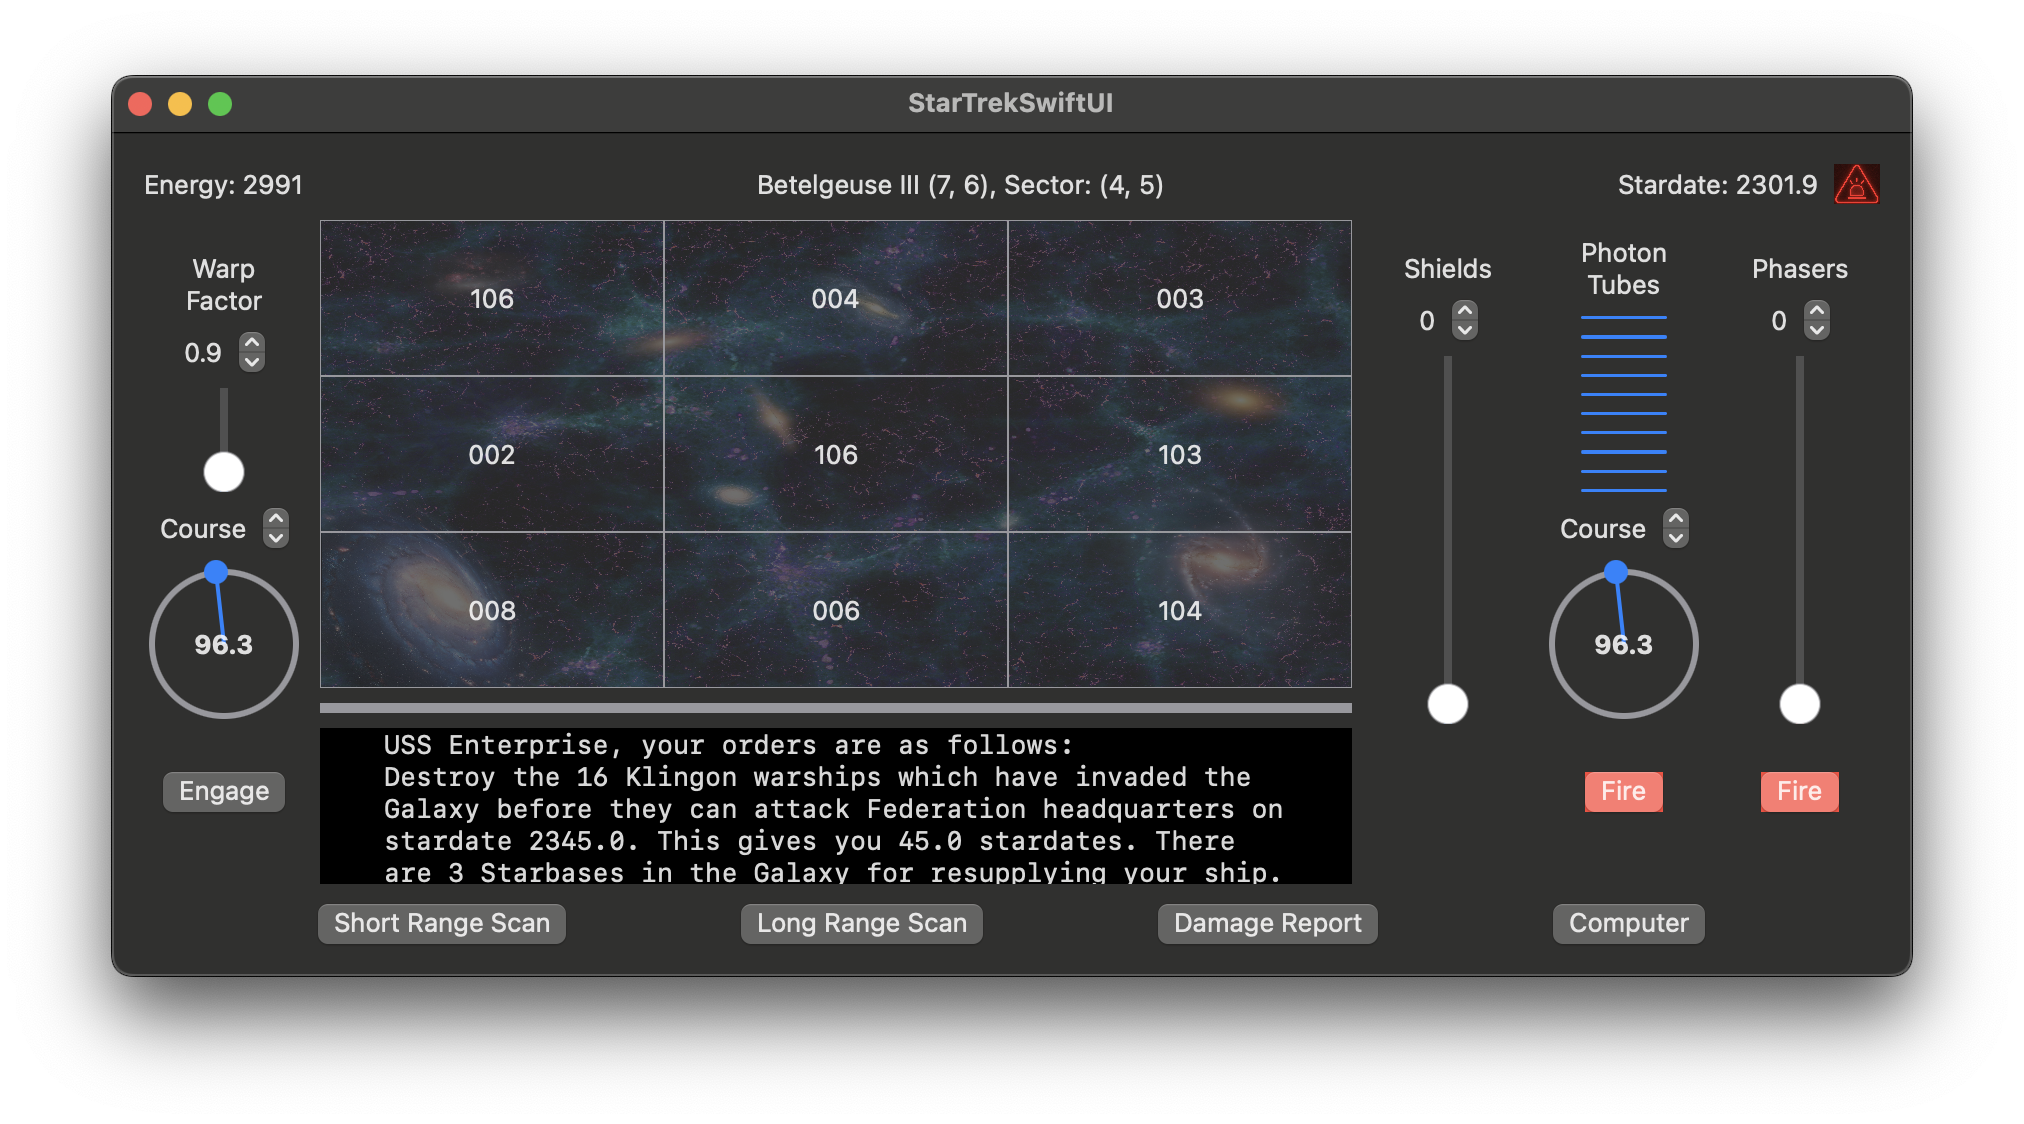 StarTrekSwiftUI
Energy: 2991
Betelgeuse III (7, 6), Sector: (4, 5)
Stardate: 2301.9
Warp
Factor
0.9
Course
96.3
Engage
106 004 003
002 106 103
008 006 104
USS Enterprise, your orders are as follows:
Destroy the 16 Klingon warships which have invaded the
Galaxy before they can attack Federation headquarters on
stardate 2345.0. This gives you 45.0 stardates. There
are 3 Starbases in the Galaxy for resupplying your ship.
Shields
0
Photon
Tubes
Course
96.3
Fire
Phasers
0
Fire
Short Range Scan
Long Range Scan
Damage Report
Computer